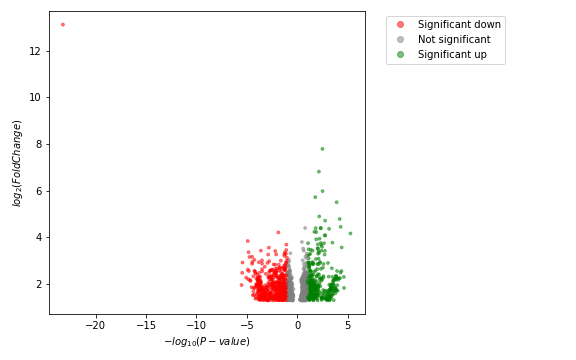 Significant down
Not significant
Significant up
log2(FoldChange)
12
10
8
6
4
2
−20
−15
−10
−5
0
5
−log10(P − value)